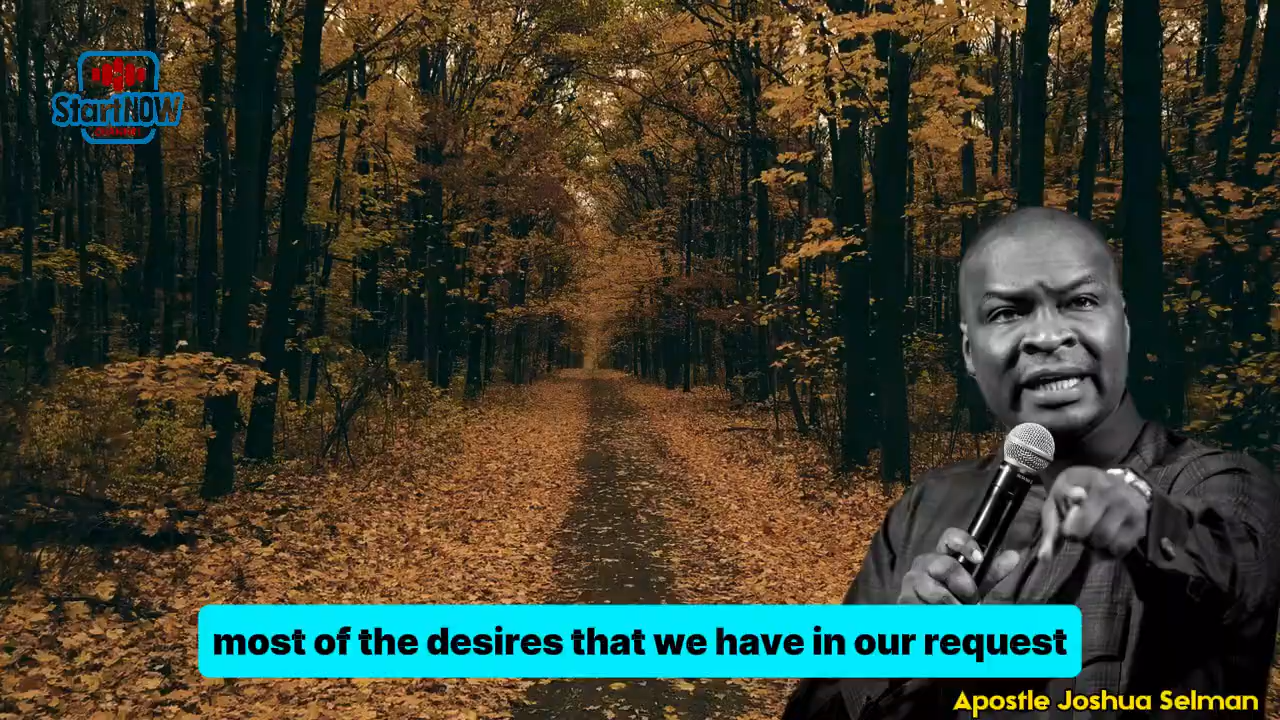 StartNOW
most of the desires that we have in our request
Apostle Joshua Selman